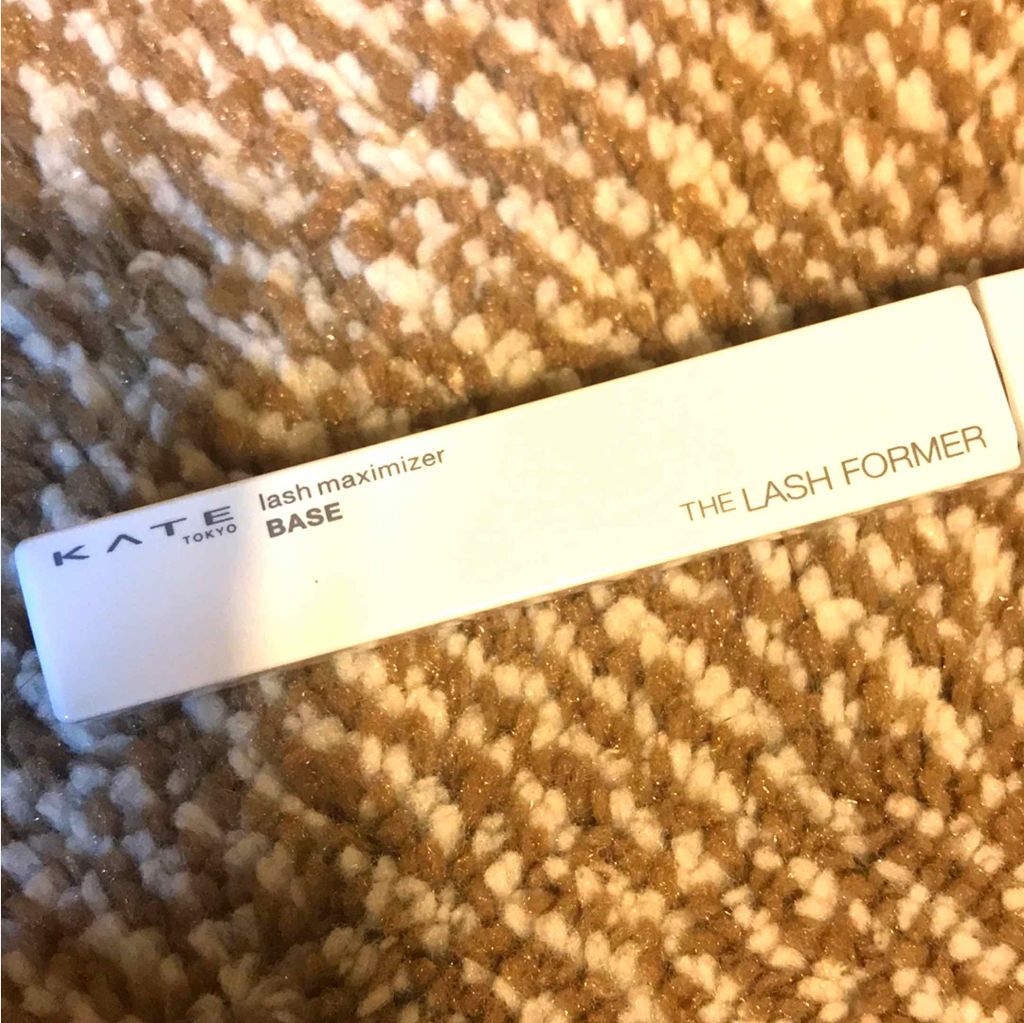 KATE
TOKYO
lash maximizer
BASE
THE LASH FORMER